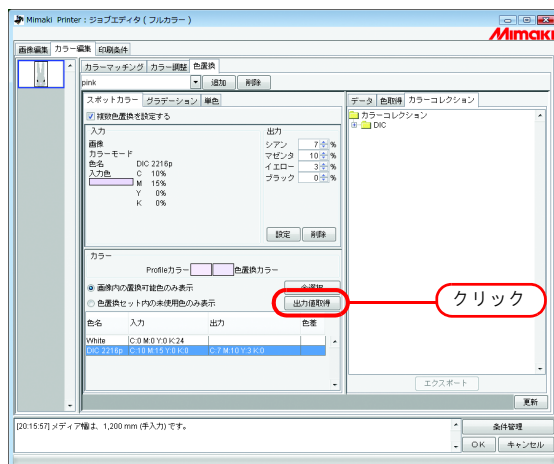 Mimaki Printer : ジョブエディタ ( フルカラー )
Mimaki
画像編集 カラー編集 印刷条件
カラーマッチング カラー調整 色置換
pink 追加 削除
スポットカラー グラデーション 単色
複数色置換を設定する
入力
画像
カラーモード
色名 DIC 2216p
入力色 C 10%
M 15%
Y 0%
K 0%
出力
シアン 7 %
マゼンタ 10 %
イエロー 3 %
ブラック 0 %
設定 削除
カラー
Profileカラー 色置換カラー
画像内の置換可能色のみ表示
色置換セット内の未使用色のみ表示
出力値取得
クリック
色名 入力 出力 色差
White C:0 M:0 Y:0 K:24
DIC 2216p C:10 M:15 Y:0 K:0 C:7 M:10 Y:3 K:0
データ 色取得 カラーコレクション
カラーコレクション
DIC
エクスポート
更新
[20:15:57] メディア幅は、1,200 mm (手入力) です。
条件管理
OK キャンセル